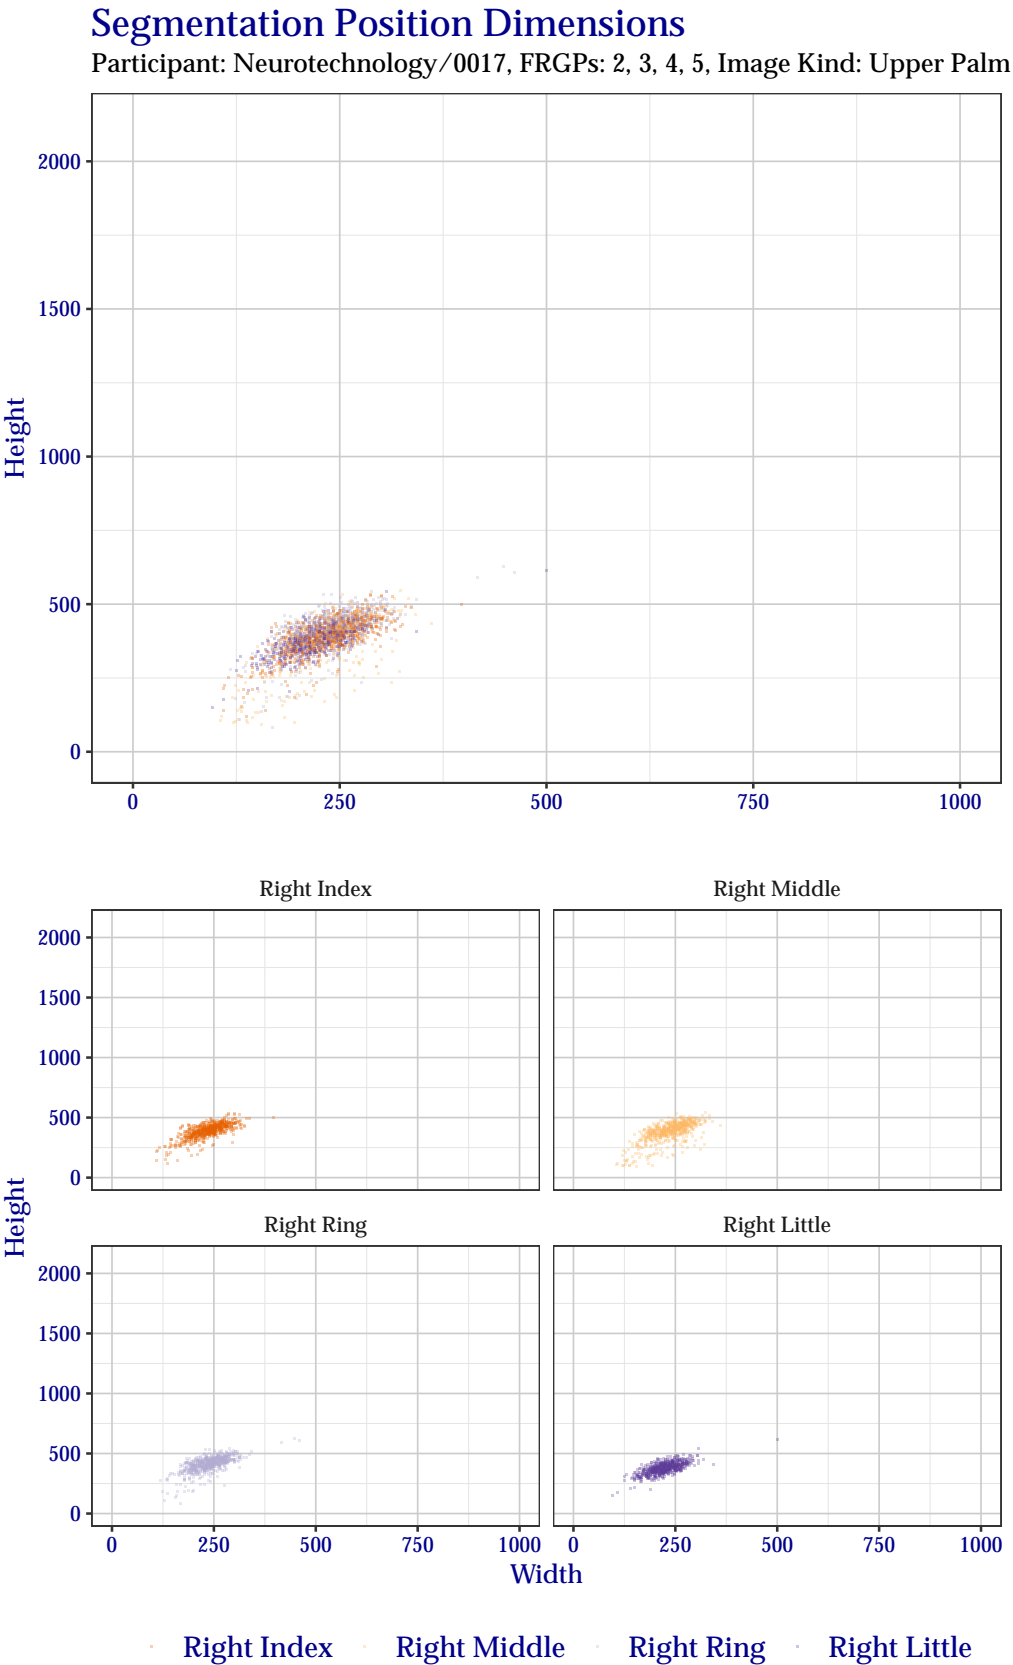 Segmentation Position Dimensions
Participant: Neurotechnology/0017, FRGPs: 2, 3, 4, 5, Image Kind: Upper Palm
Height
2000
1500
1000
500
0
0 250 500 750 1000
Right Index Right Middle
Height
2000
1500
1000
500
0
Right Ring Right Little
2000
1500
1000
500
0
0 250 500 750 1000 0 250 500 750 1000
Width
Right Index Right Middle Right Ring Right Little